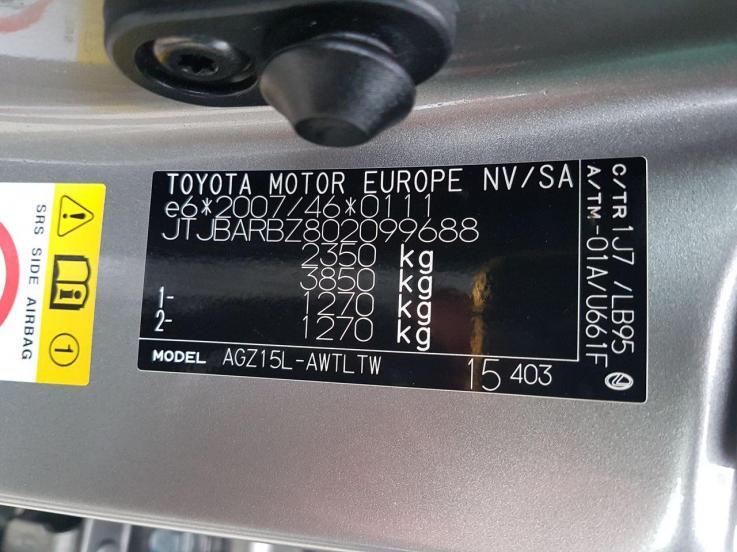 TOYOTA MOTOR EUROPE NV/SA
e6*2007/46*0111
JTJBARBZ802099688
2350 kg
3850 kg
1- 1270 kg
2- 1270 kg
MODEL AGZ15L-AWTLTW
15 403
C/TR 1J7 /LB95
A/TM-01A/U661F
SRS SIDE AIRBAG
1